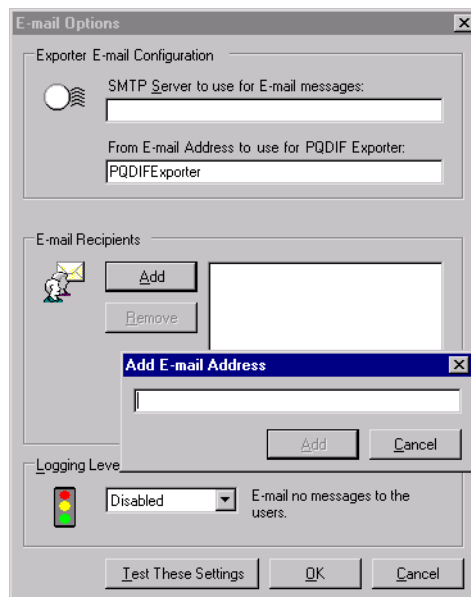 E-mail Options
Exporter E-mail Configuration
SMTP Server to use for E-mail messages:
From E-mail Address to use for PQDIF Exporter:
PQDIFExporter
E-mail Recipients
Add
Remove
Add E-mail Address
Add
Cancel
Logging Leve
Disabled
E-mail no messages to the
users.
Test These Settings
OK
Cancel